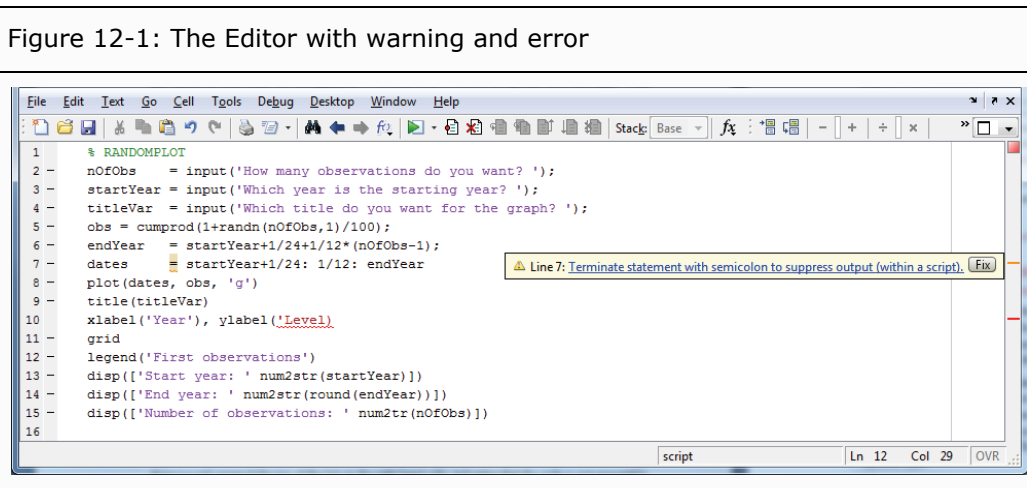 Figure 12-1: The Editor with warning and error
File Edit Text Go Cell Tools Debug Desktop Window Help
Stack: Base fx - + ÷ ×
1 % RANDOMPLOT
2 - nOfObs    = input('How many observations do you want? ');
3 - startYear = input('Which year is the starting year? ');
4 - titleVar  = input('Which title do you want for the graph? ');
5 - obs = cumprod(1+randn(nOfObs,1)/100);
6 - endYear   = startYear+1/24+1/12*(nOfObs-1);
7 - dates     = startYear+1/24: 1/12: endYear
Line 7: Terminate statement with semicolon to suppress output (within a script). Fix
8 - plot(dates, obs, 'g')
9 - title(titleVar)
10 xlabel('Year'), ylabel('Level)
11 - grid
12 - legend('First observations')
13 - disp(['Start year: ' num2str(startYear)])
14 - disp(['End year: ' num2str(round(endYear))])
15 - disp(['Number of observations: ' num2tr(nOfObs)])
16
script Ln 12 Col 29 OVR